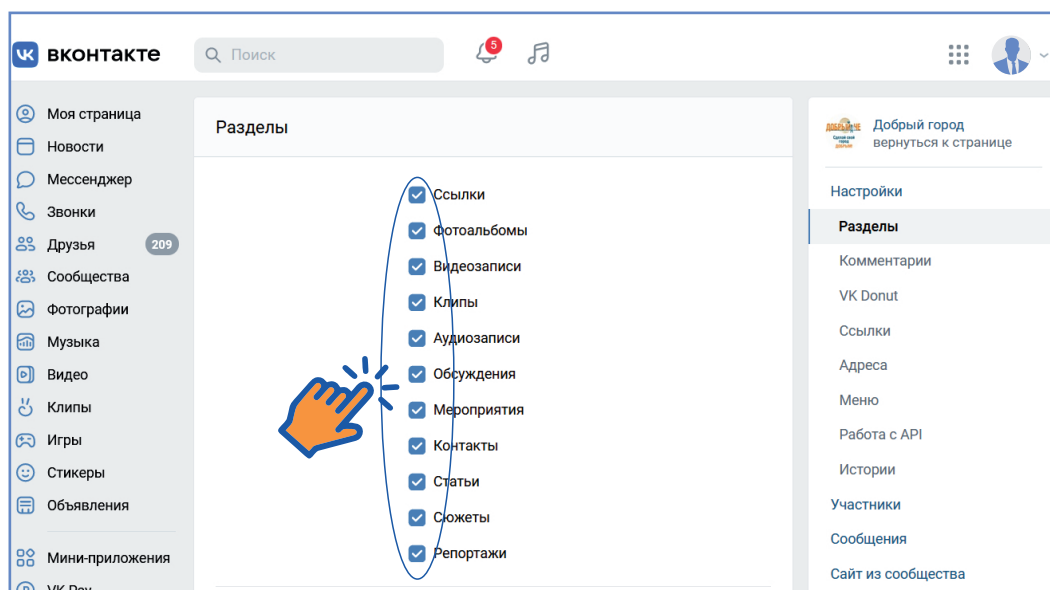 вконтакте
Поиск
5
Моя страница
Новости
Мессенджер
Звонки
Друзья 209
Сообщества
Фотографии
Музыка
Видео
Клипы
Игры
Стикеры
Объявления
Мини-приложения
VK Pay
Разделы
Ссылки
Фотоальбомы
Видеозаписи
Клипы
Аудиозаписи
Обсуждения
Мероприятия
Контакты
Статьи
Сюжеты
Репортажи
Добрый город
вернуться к странице
Настройки
Разделы
Комментарии
VK Donut
Ссылки
Адреса
Меню
Работа с API
Истории
Участники
Сообщения
Сайт из сообщества